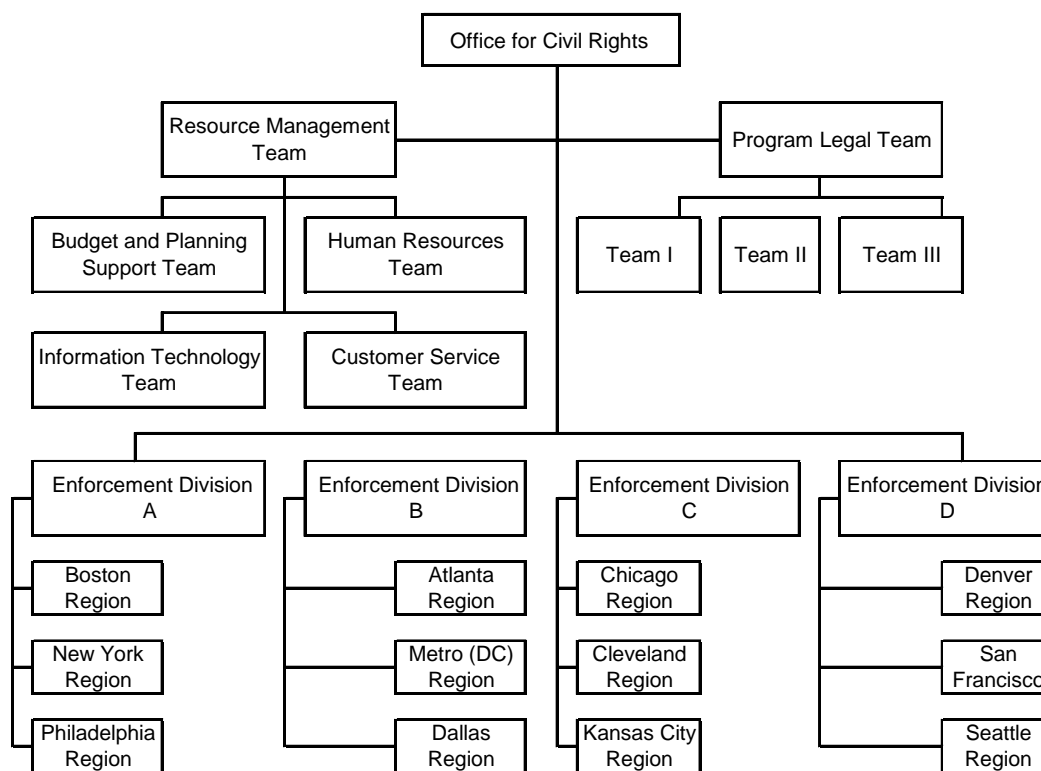 Office for Civil Rights
Resource Management
Team
Program Legal Team
Budget and Planning
Support Team
Human Resources
Team
Team I
Team II
Team III
Information Technology
Team
Customer Service
Team
Enforcement Division
A
Enforcement Division
B
Enforcement Division
C
Enforcement Division
D
Boston
Region
Atlanta
Region
Chicago
Region
Denver
Region
New York
Region
Metro (DC)
Region
Cleveland
Region
San
Francisco
Philadelphia
Region
Dallas
Region
Kansas City
Region
Seattle
Region